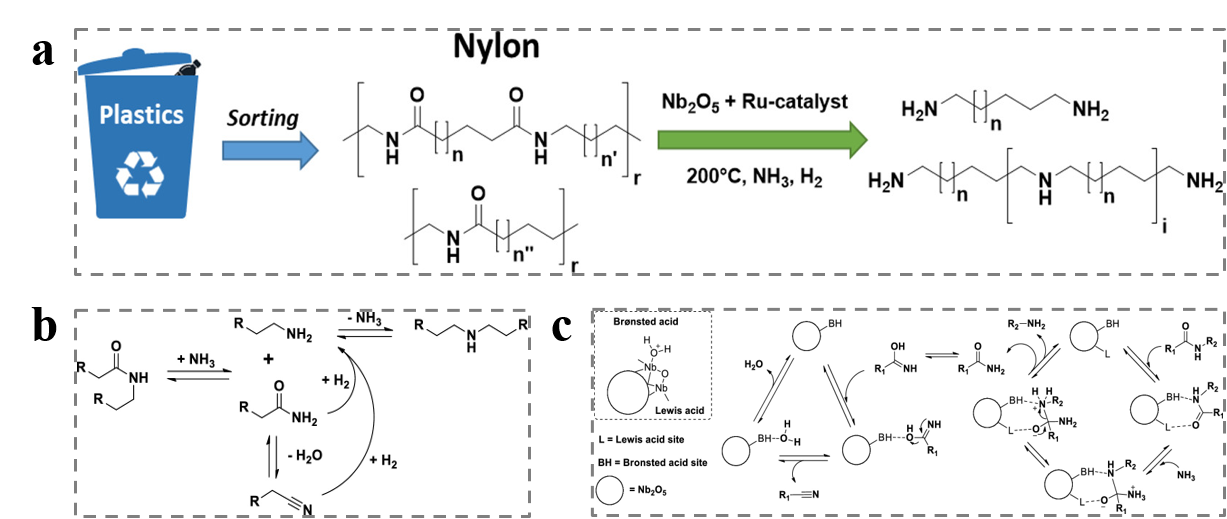 a
Nylon
Plastics
Sorting
O
O
N
H
n
N
H
n'
r
O
N
H
n''
r
Nb₂O₅ + Ru-catalyst
200°C, NH₃, H₂
H₂N
n
NH₂
H₂N
n
N
H
n
i
NH₂
b
R
O
NH
R
+ NH₃
R
NH₂
+
O
R
NH₂
- NH₃
R
N
H
R
+ H₂
- H₂O
+ H₂
R
N
c
Brønsted acid
H
H
O
+
Nb
O
Nb
Lewis acid
L = Lewis acid site
BH = Bronsted acid site
= Nb₂O₅
BH
H₂O
OH
R₁
NH
O
R₁
NH₂
BH
H
O
H
BH
H
O
NH
R₁
R₁
N
R₂
NH₂
BH
L
O
R₁
N
H
R₂
BH
H
N
R₂
L
O
R₁
NH₃
BH
H
N
R₂
L
O
-
NH₃
+
R₁
BH
H
H
N
+
R₂
L
O
-
NH₂
R₁